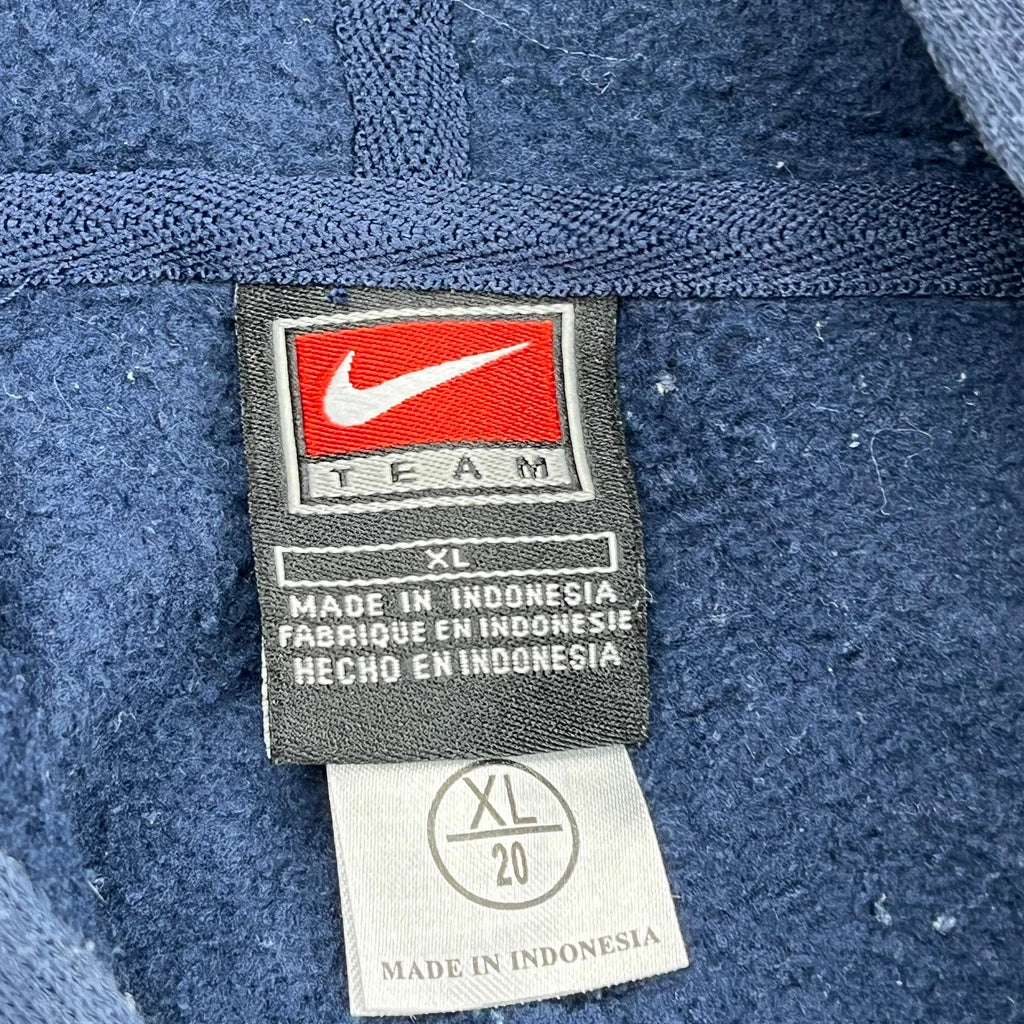 TEAM
XL
MADE IN INDONESIA
FABRIQUE EN INDONESIE
HECHO EN INDONESIA
XL
20
MADE IN INDONESIA